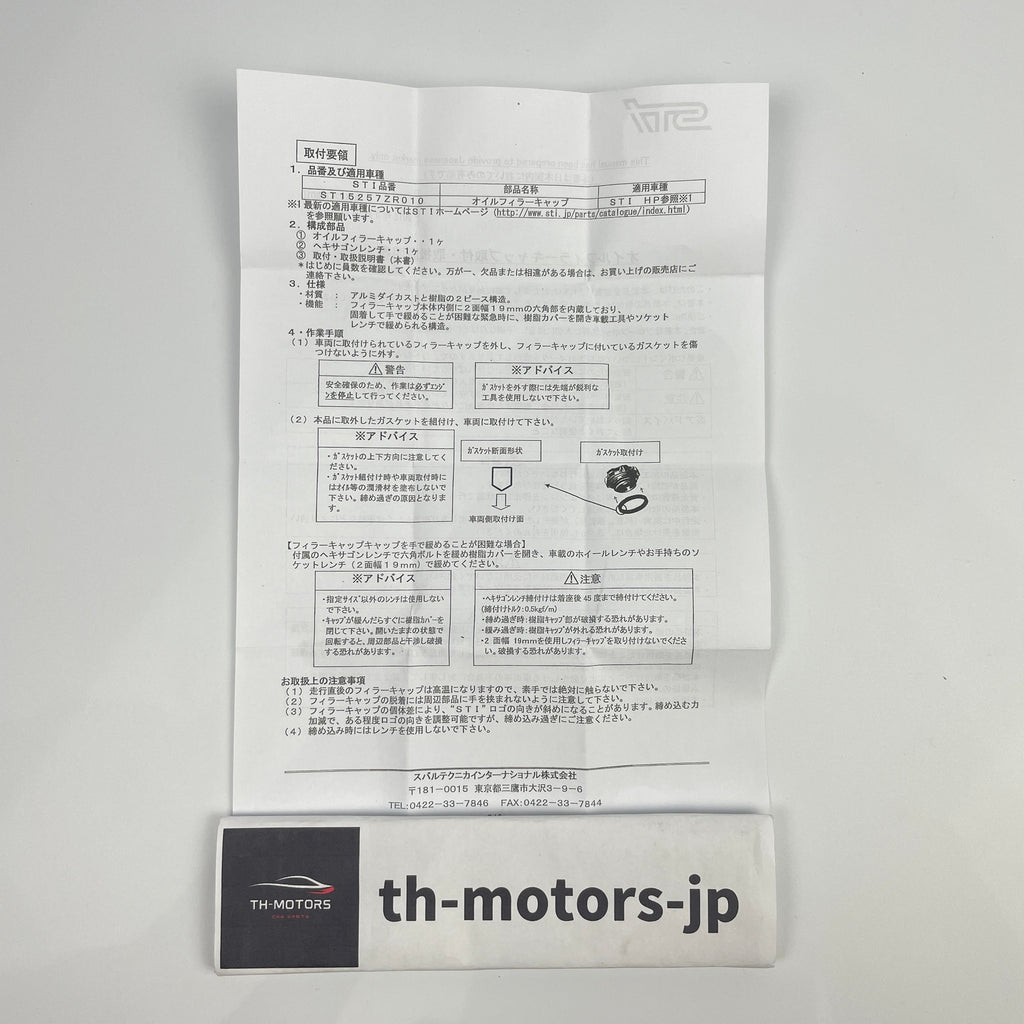 取付要領
1. 品番及び適用車種
STI品番 部品名称 適用車種
ST15257ZR010 オイルフィラーキャップ STI HP参照※1
※1最新の適用車種についてはSTIホームページ (http://www.sti.jp/parts/catalogue/index.html)
を参照願います。
2. 構成部品
① オイルフィラーキャップ・・1ヶ
② ヘキサゴンレンチ・・1ヶ
③ 取付・取扱説明書(本書)
*はじめに員数を確認してください。万が一、欠品または相違がある場合は、お買い上げの販売店にご
連絡下さい。
3. 仕様
・材質 : アルミダイカストと樹脂の2ピース構造。
・機能 : フィラーキャップ本体内側に2面幅19mmの六角部を内蔵しており、
固着して手で緩めることが困難な緊急時に、樹脂カバーを開き車載工具やソケット
レンチで緩められる構造。
4・作業手順
(1) 車両に取付けられているフィラーキャップを外し、フィラーキャップに付いているガスケットを傷
つけないように外す。
⚠警告
安全確保のため、作業は必ずエンジ
ンを停止して行ってください。
※アドバイス
ガスケットを外す際には先端が鋭利な
工具を使用しないで下さい。
(2) 本品に取外したガスケットを組付け、車両に取付けて下さい。
※アドバイス
・ガスケットの上下方向に注意してく
ださい。
・ガスケット組付け時や車両取付時に
はオイル等の潤滑材を塗布しないで
下さい。締め過ぎの原因となりま
す。
ガスケット断面形状
車両側取付け面
ガスケット取付け
【フィラーキャップキャップを手で緩めることが困難な場合】
付属のヘキサゴンレンチで六角ボルトを緩め樹脂カバーを開き、車載のホイールレンチやお手持ちのソ
ケットレンチ(2面幅19mm)で緩めてください。
※アドバイス
・指定サイズ以外のレンチは使用しない
で下さい。
・キャップが緩んだらすぐに樹脂カバーを
閉じて下さい。開いたままの状態で
回転すると、周辺部品と干渉し破損
する恐れがあります。
⚠注意
・ヘキサゴンレンチ締付けは着座後45度まで締付けてください。
(締付けトルク:0.5kgf/m)
・締め過ぎ時:樹脂キャップが破損する恐れがあります。
・緩み過ぎ時:樹脂キャップが外れる恐れがあります。
・2面幅 19mmを使用しフィラーキャップを取り付けないでくださ
い。破損する恐れがあります。
お取扱上の注意事項
(1) 走行直後のフィラーキャップは高温になりますので、素手では絶対に触らないで下さい。
(2) フィラーキャップの脱着には周辺部品に手を挟まれないように注意して下さい。
(3) フィラーキャップの個体差により、“STI”ロゴの向きが斜めになることがあります。締め込む力
加減で、ある程度ロゴの向きを調整可能ですが、締め込み過ぎにご注意ください。
(4) 締め込み時にはレンチを使用しないで下さい。
スバルテクニカインターナショナル株式会社
〒181-0015 東京都三鷹市大沢3-9-6
TEL:0422-33-7846 FAX:0422-33-7844
TH-MOTORS
CAR PARTS
th-motors-jp